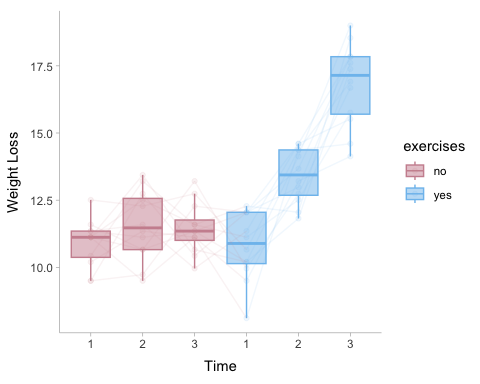 17.5
15.0
12.5
10.0
Weight Loss
1 2 3 1 2 3
Time
exercises
no
yes